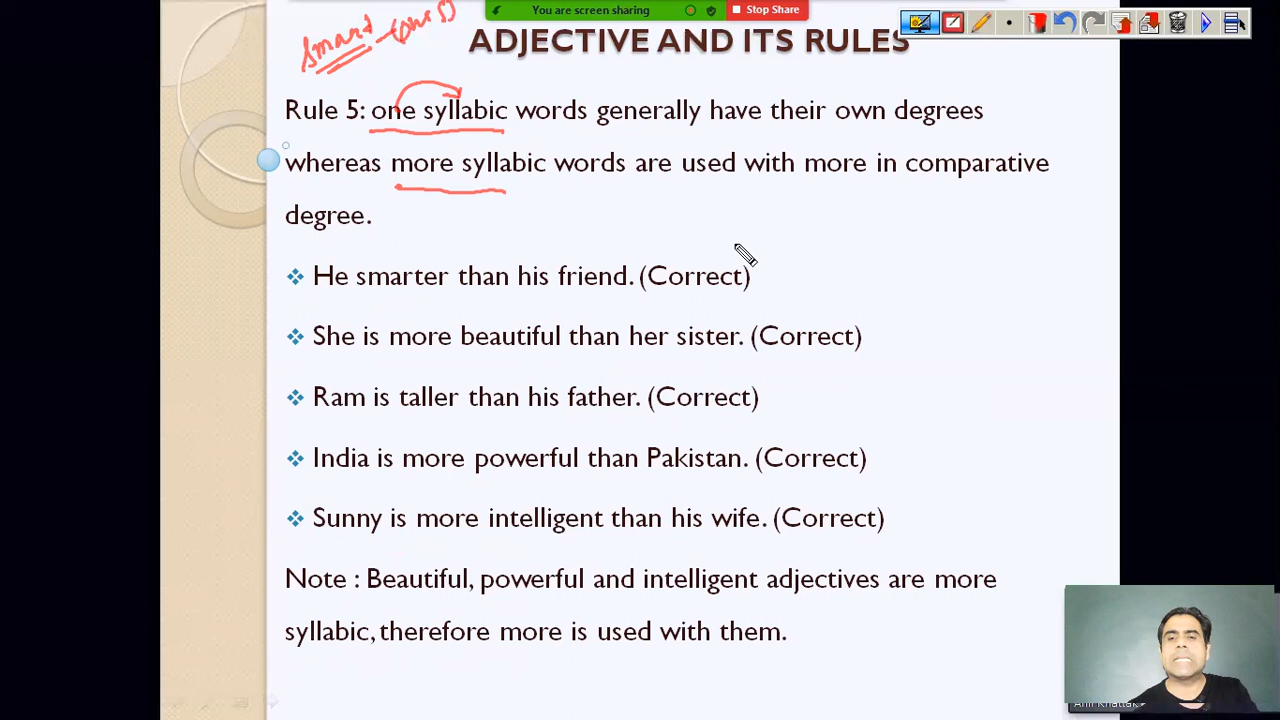 You are screen sharing
Stop Share
Smart
ADJECTIVE AND ITS RULES
Rule 5: one syllabic words generally have their own degrees
whereas more syllabic words are used with more in comparative
degree.
He smarter than his friend. (Correct)
She is more beautiful than her sister. (Correct)
Ram is taller than his father. (Correct)
India is more powerful than Pakistan. (Correct)
Sunny is more intelligent than his wife. (Correct)
Note : Beautiful, powerful and intelligent adjectives are more
syllabic, therefore more is used with them.